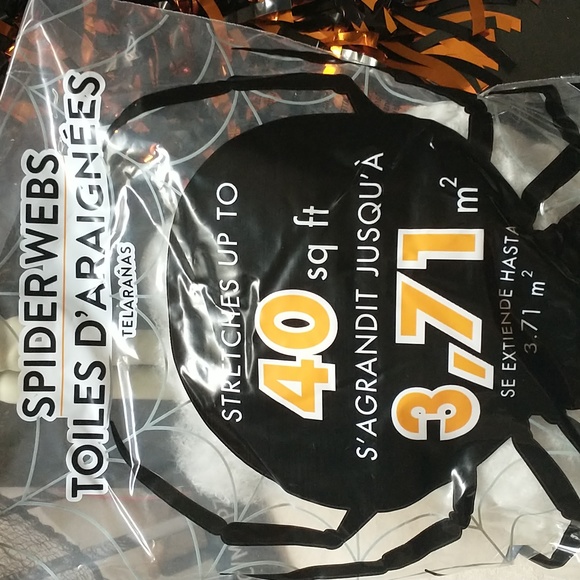 SPIDERWEBS
TOILES D'ARAIGNÉES
TELARAÑAS
STRETCHES UP TO
40 sq ft
S'AGRANDIT JUSQU'À
3,71 m²
SE EXTIENDE HASTA
3.71 m²